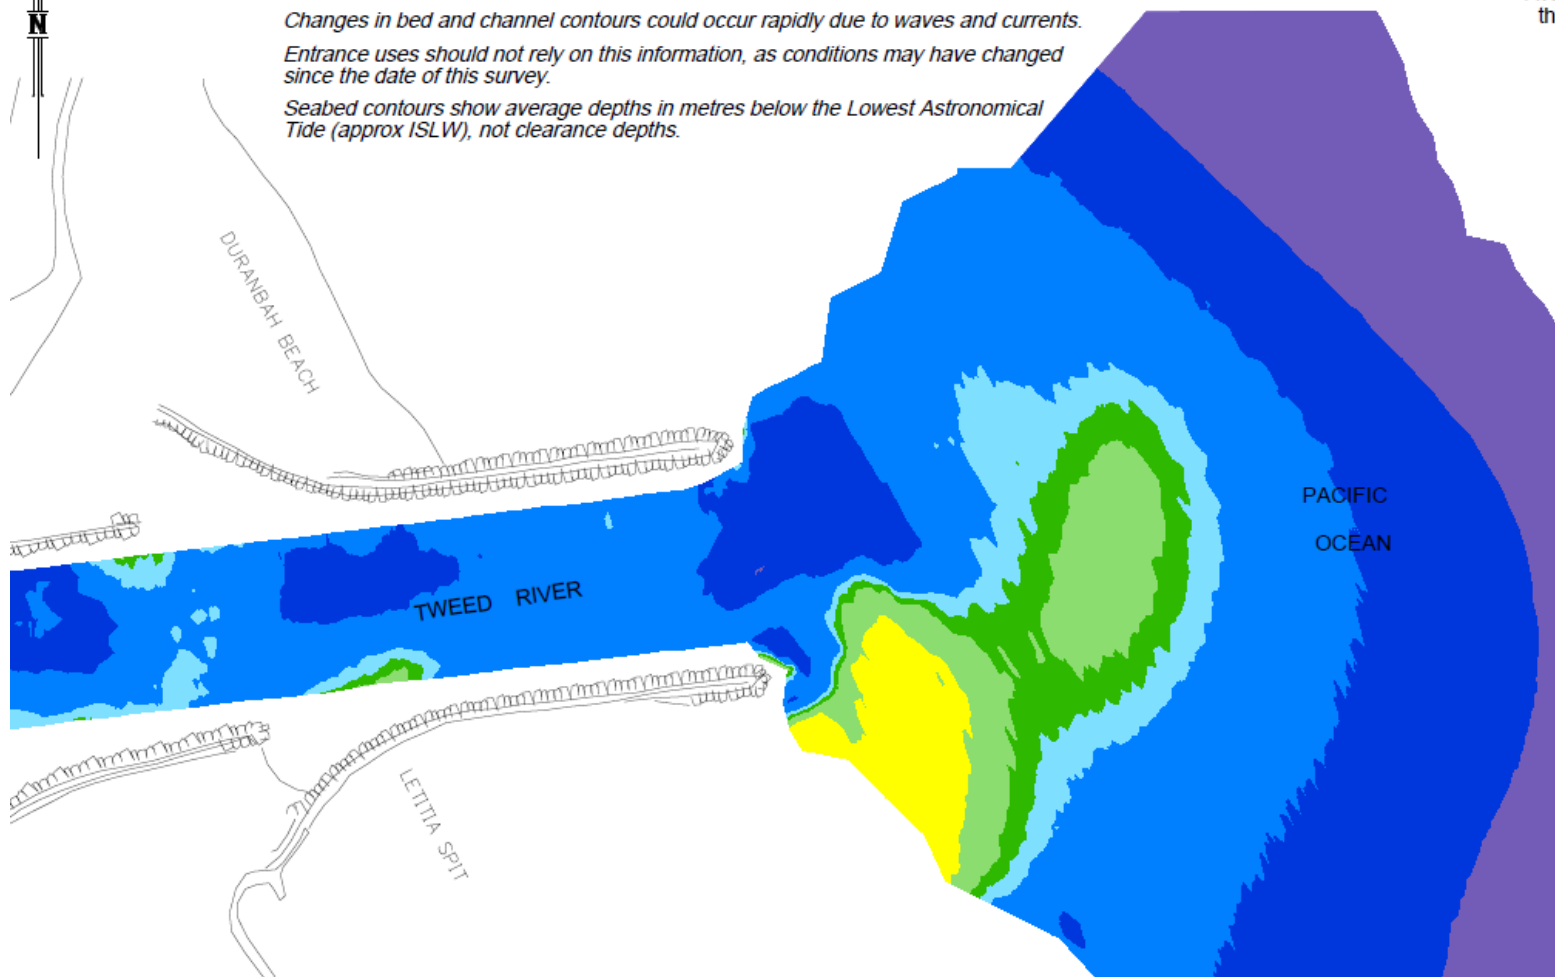 N
th
Changes in bed and channel contours could occur rapidly due to waves and currents.
Entrance uses should not rely on this information, as conditions may have changed
since the date of this survey.
Seabed contours show average depths in metres below the Lowest Astronomical
Tide (approx ISLW), not clearance depths.
DURANBAH BEACH
PACIFIC
OCEAN
TWEED RIVER
LETITIA SPIT